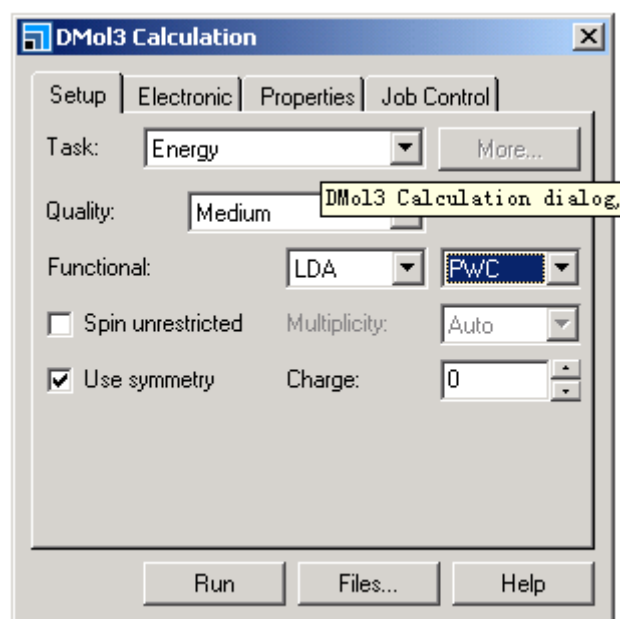 DMol3 Calculation
Setup Electronic Properties Job Control
Task: Energy More...
DMol3 Calculation dialog,
Quality: Medium
Functional: LDA PWC
Spin unrestricted Multiplicity: Auto
Use symmetry Charge: 0
Run Files... Help